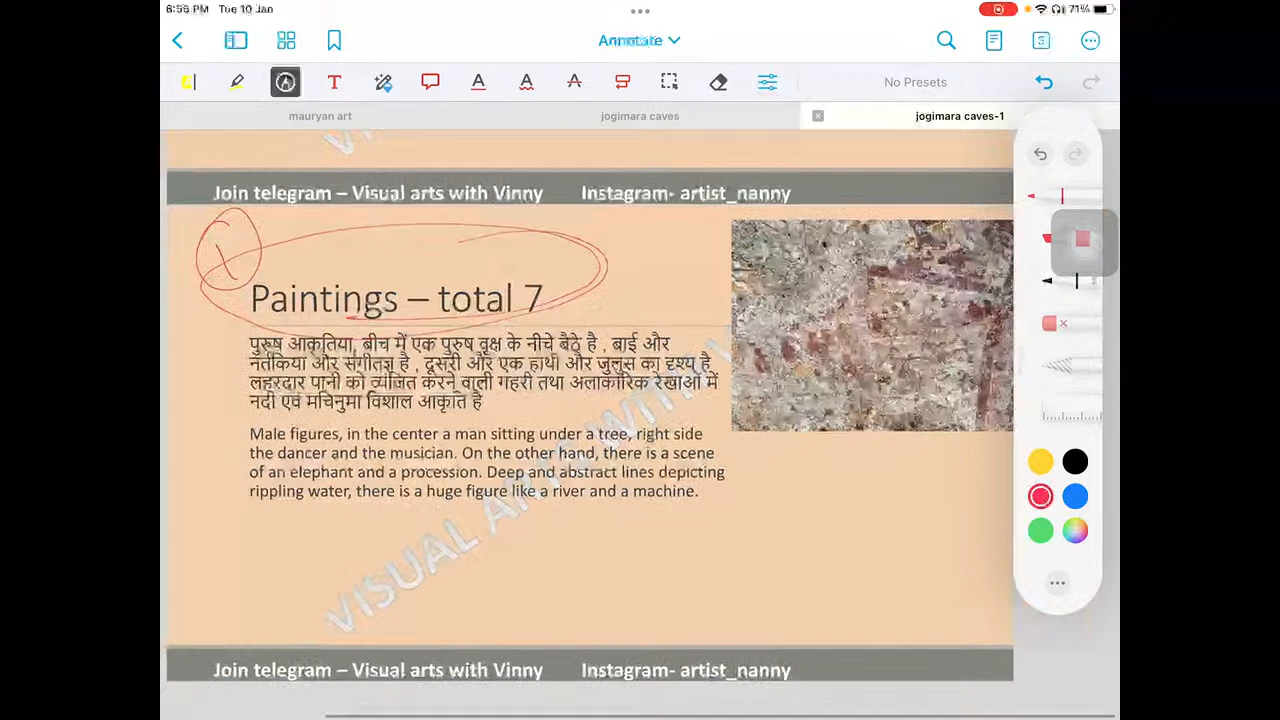 6:55 PM Tue 10 Jan
71%
Annotate
T
A
A
A
3
No Presets
mauryan art
jogimara caves
jogimara caves-1
Join telegram – Visual arts with Vinny Instagram- artist_nanny
Paintings – total 7
पुरुष आकृतिया, बीच में एक पुरुष वृक्ष के नीचे बैठे है , बाई और
नर्तकिया और संगीतज्ञ है , दूसरी और एक हाथी और जुलुस का दृश्य है
लहरदार पानी को व्यंजित करने वाली गहरी तथा अलाकारिक रेखाओ में
नदी एवं मचिनुमा विशाल आकृति है
Male figures, in the center a man sitting under a tree, right side
the dancer and the musician. On the other hand, there is a scene
of an elephant and a procession. Deep and abstract lines depicting
rippling water, there is a huge figure like a river and a machine.
VISUAL ARTS WITH VINNY
Join telegram – Visual arts with Vinny Instagram- artist_nanny